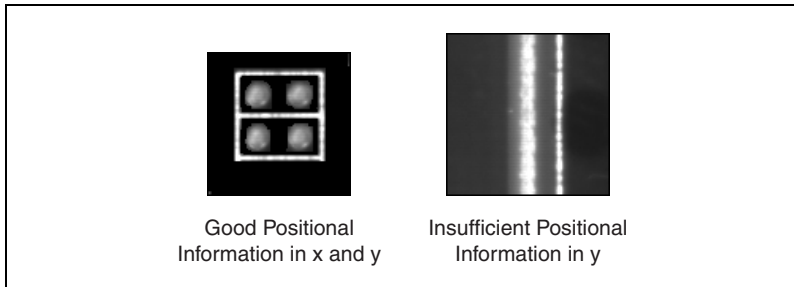 Good Positional
Information in x and y
Insufficient Positional
Information in y